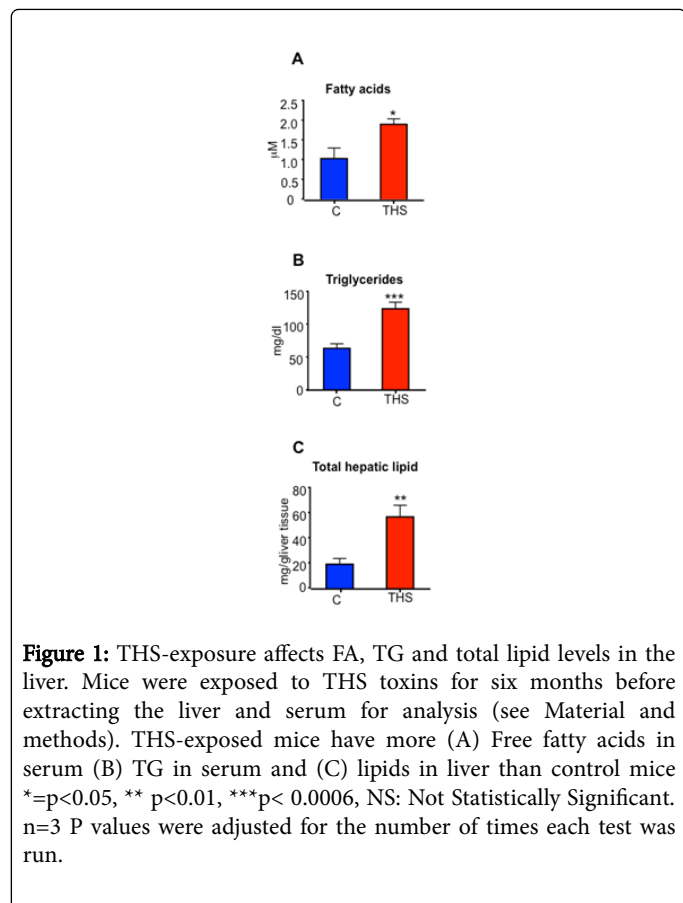 A
Fatty acids
2.5
2.0
1.5
1.0
0.5
0
μM
*
C
THS
B
Triglycerides
150
100
50
0
mg/dl
***
C
THS
C
Total hepatic lipid
80
60
40
20
0
mg/gliver tissue
**
C
THS
Figure 1: THS-exposure affects FA, TG and total lipid levels in the
liver. Mice were exposed to THS toxins for six months before
extracting the liver and serum for analysis (see Material and
methods). THS-exposed mice have more (A) Free fatty acids in
serum (B) TG in serum and (C) lipids in liver than control mice
*=p<0.05, ** p<0.01, ***p< 0.0006, NS: Not Statistically Significant.
n=3 P values were adjusted for the number of times each test was
run.